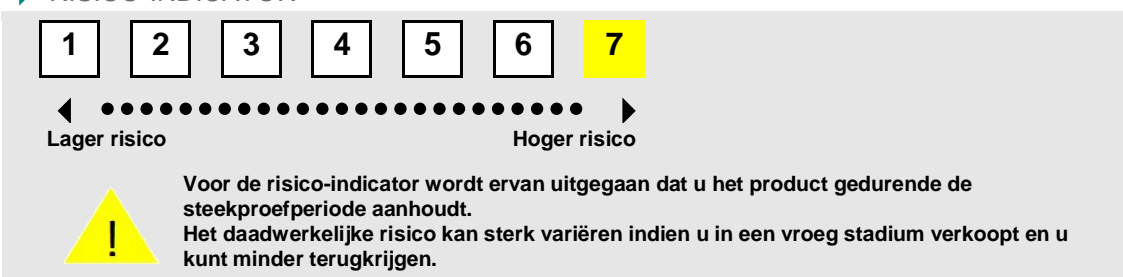 RISICO-INDICATOR
1 2 3 4 5 6 7
Lager risico Hoger risico
Voor de risico-indicator wordt ervan uitgegaan dat u het product gedurende de
steekproefperiode aanhoudt.
! Het daadwerkelijke risico kan sterk variëren indien u in een vroeg stadium verkoopt en u
kunt minder terugkrijgen.